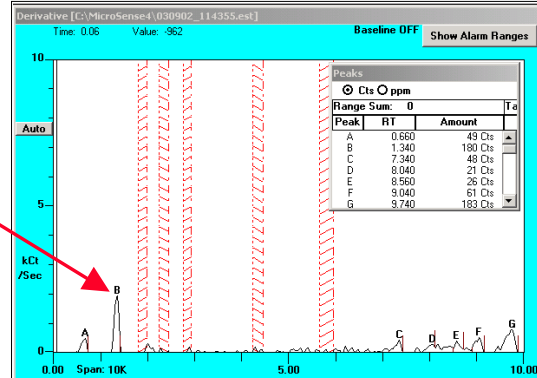 Derivative [C:\MicroSense4\030902_114355.est]
Time: 0.06 Value: -962 Baseline OFF Show Alarm Ranges
Peaks
Cts ppm
Range Sum: 0 Ta
Peak RT Amount
A 0.660 49 Cts
B 1.340 180 Cts
C 7.340 48 Cts
D 8.040 21 Cts
E 8.560 26 Cts
F 9.040 61 Cts
G 9.740 183 Cts
10
Auto
5
kCt
/Sec
B
A
C
D
E
F
G
0
0.00 Span: 10K 5.00 10.00